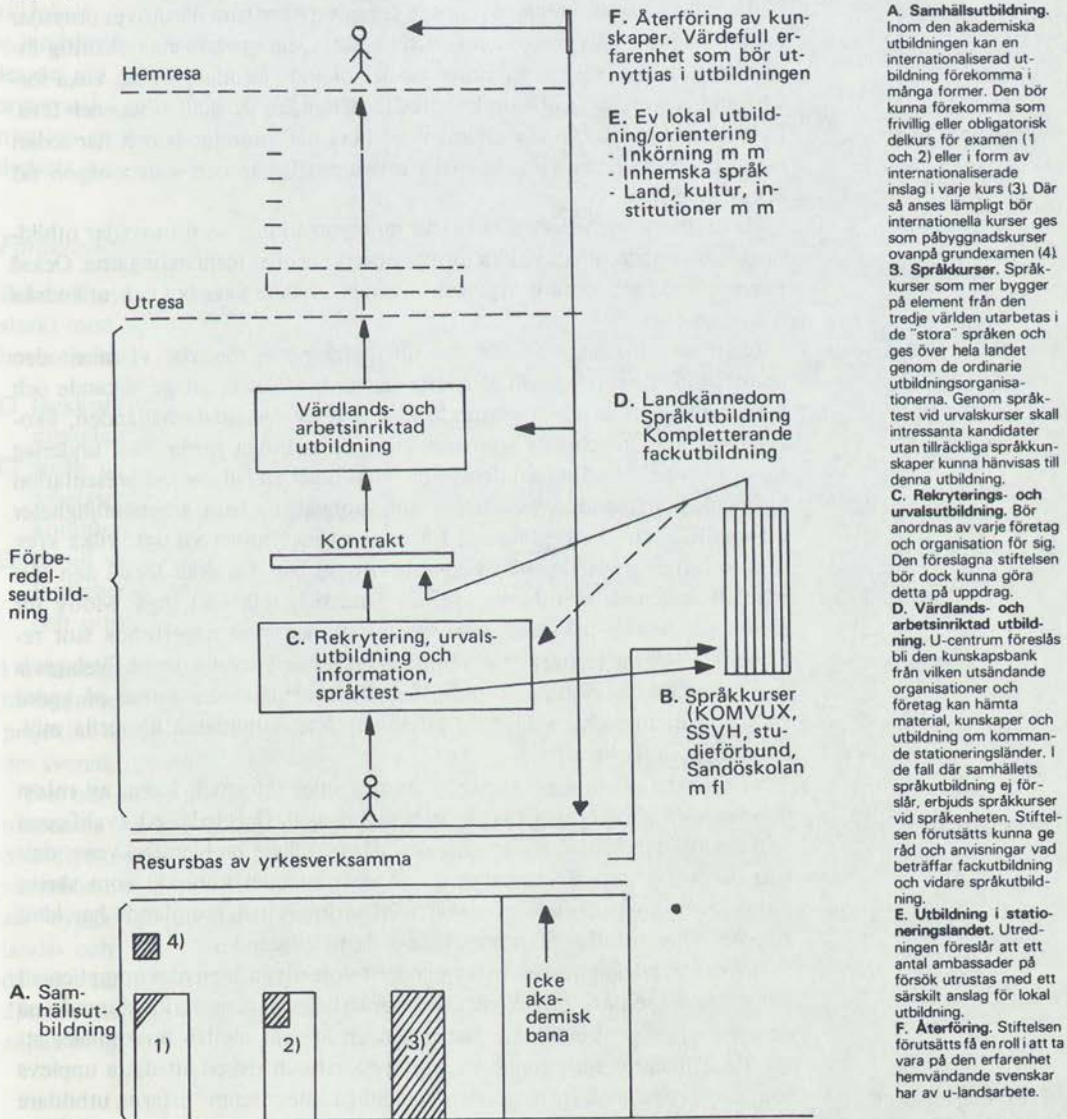 F. Återföring av kun-
skaper. Värdefull er-
farenhet som bör ut-
nyttjas i utbildningen
Hemresa
E. Ev lokal utbild-
ning/orientering
- Inkörning m m
- Inhemska språk
- Land, kultur, in-
stitutioner m m
Utresa
Värdlands- och
arbetsinriktad
utbildning
D. Landkännedom
Språkutbildning
Kompletterande
fackutbildning
Kontrakt
Förbe-
redel-
seutbild-
ning
C. Rekrytering, urvals-
utbildning och
information,
språktest
B. Språkkurser
(KOMVUX,
SSVH, stu-
dieförbund,
Sandöskolan
m fl
Resursbas av yrkesverksamma
4)
A. Sam-
hällsut-
bildning
1)
2)
3)
Icke
aka-
demisk
bana
A. Samhällsutbildning.
Inom den akademiska
utbildningen kan en
internationaliserad ut-
bildning förekomma i
många former. Den bör
kunna förekomma som
frivillig eller obligatorisk
delkurs för examen (1
och 2) eller i form av
internationaliserade
inslag i varje kurs (3). Där
så anses lämpligt bör
internationella kurser ges
som påbyggnadskurser
ovanpå grundexamen (4).
B. Språkkurser. Språk-
kurser som mer bygger
på element från den
tredje världen utarbetas i
de "stora" språken och
ges över hela landet
genom de ordinarie
utbildningsorganisa-
tionerna. Genom språk-
test vid urvalskurser skall
intressanta kandidater
utan tillräckliga språkkun-
skaper kunna hänvisas till
denna utbildning.
C. Rekryterings- och
urvalsutbildning. Bör
anordnas av varje företag
och organisation för sig.
Den föreslagna stiftelsen
bör dock kunna göra
detta på uppdrag.
D. Värdlands- och
arbetsinriktad utbild-
ning. U-centrum föreslås
bli den kunskapsbank
från vilken utsändande
organisationer och
företag kan hämta
material, kunskaper och
utbildning om komman-
de stationeringsländer. I
de fall där samhällets
språkutbildning ej för-
slår, erbjuds språkkurser
vid språkenheten. Stiftel-
sen förutsätts kunna ge
råd och anvisningar vad
beträffar fackutbildning
och vidare språkutbild-
ning.
E. Utbildning i statio-
neringslandet. Utred-
ningen föreslår att ett
antal ambassader på
försök utrustas med ett
särskilt anslag för lokal
utbildning.
F. Återföring. Stiftelsen
förutsätts få en roll i att ta
vara på den erfarenhet
hemvändande svenskar
har av u-landsarbete.